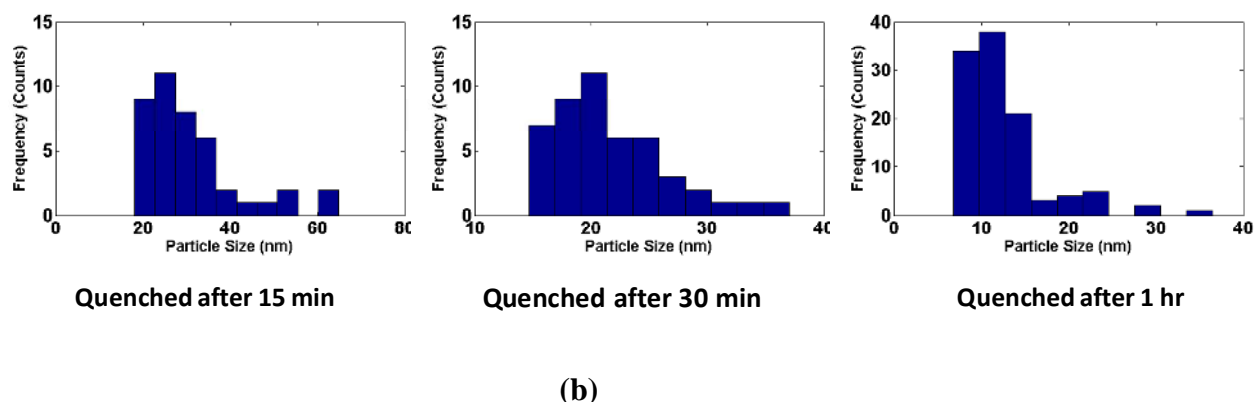 15
10
5
0
Frequency (Counts)
0 20 40 60 80
Particle Size (nm)
Quenched after 15 min
15
10
5
0
Frequency (Counts)
10 20 30 40
Particle Size (nm)
Quenched after 30 min
40
30
20
10
0
Frequency (Counts)
0 10 20 30 40
Particle Size (nm)
Quenched after 1 hr
(b)